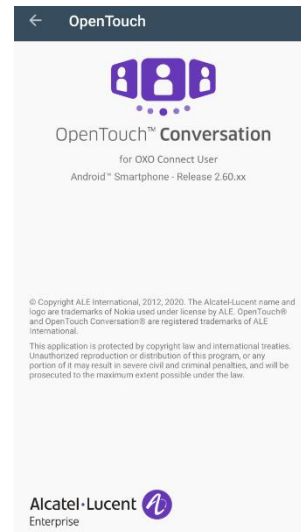 ← OpenTouch
OpenTouch™ Conversation
for OXO Connect User
Android™ Smartphone - Release 2.60.xx
© Copyright ALE International, 2012, 2020. The Alcatel-Lucent name and
logo are trademarks of Nokia used under license by ALE. OpenTouch®
and OpenTouch Conversation® are registered trademarks of ALE
International.
This application is protected by copyright law and international treaties.
Unauthorized reproduction or distribution of this program, or any
portion of it may result in severe civil and criminal penalties, and will be
prosecuted to the maximum extent possible under the law.
Alcatel·Lucent
Enterprise